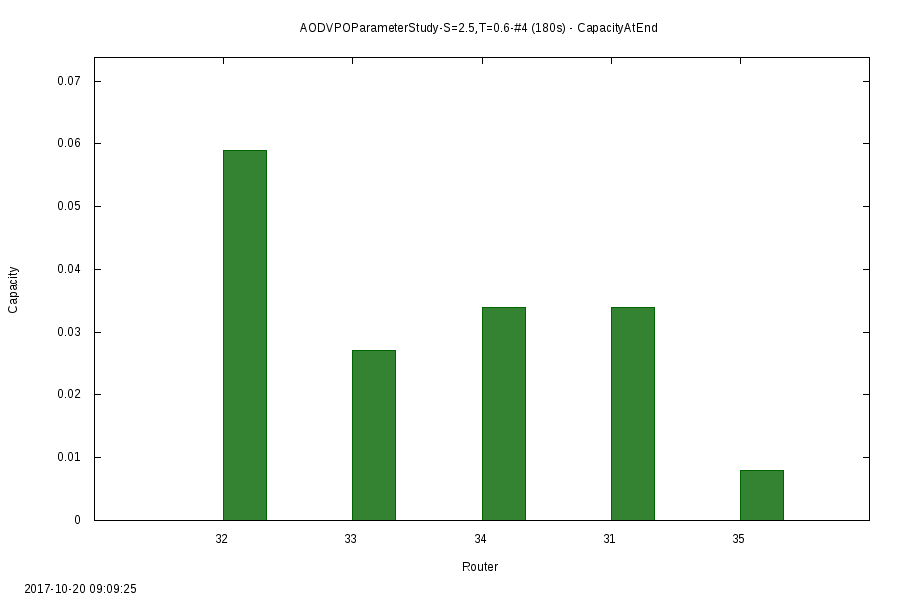 AODVPOParameterStudy-S=2.5,T=0.6-#4 (180s) - CapacityAtEnd
0.07
0.06
0.05
0.04
0.03
0.02
0.01
0
Capacity
32 33 34 31 35
Router
2017-10-20 09:09:25